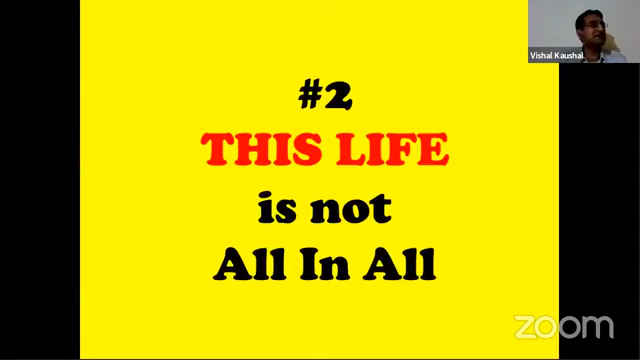 #2
THIS LIFE
is not
All In All
Vishal Kaushal
zoom